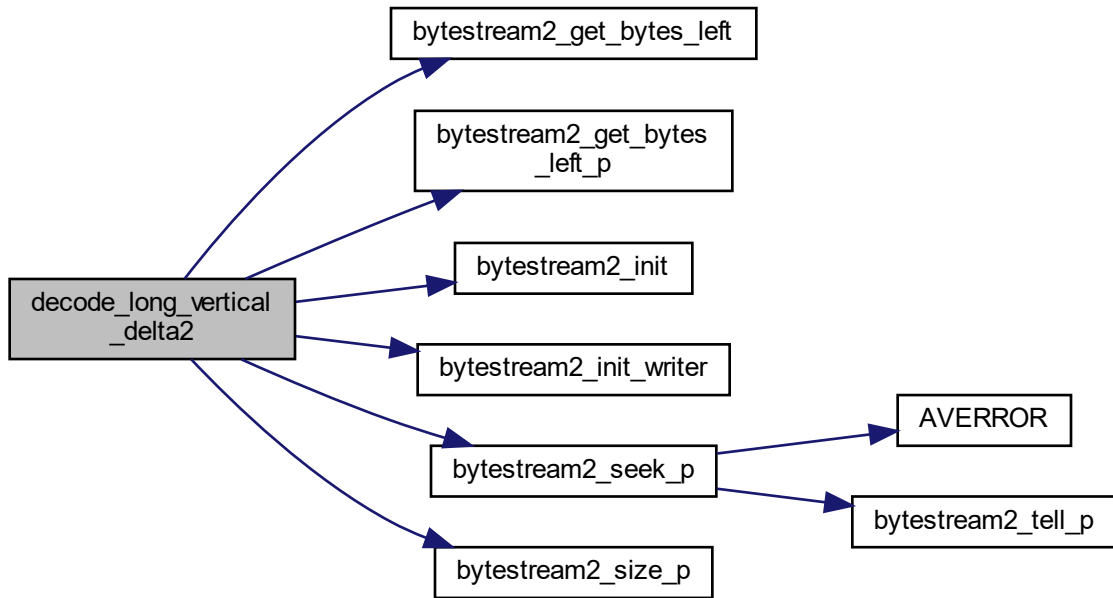 bytestream2_get_bytes_left
bytestream2_get_bytes
_left_p
bytestream2_init
decode_long_vertical
_delta2
bytestream2_init_writer
AVERROR
bytestream2_seek_p
bytestream2_tell_p
bytestream2_size_p